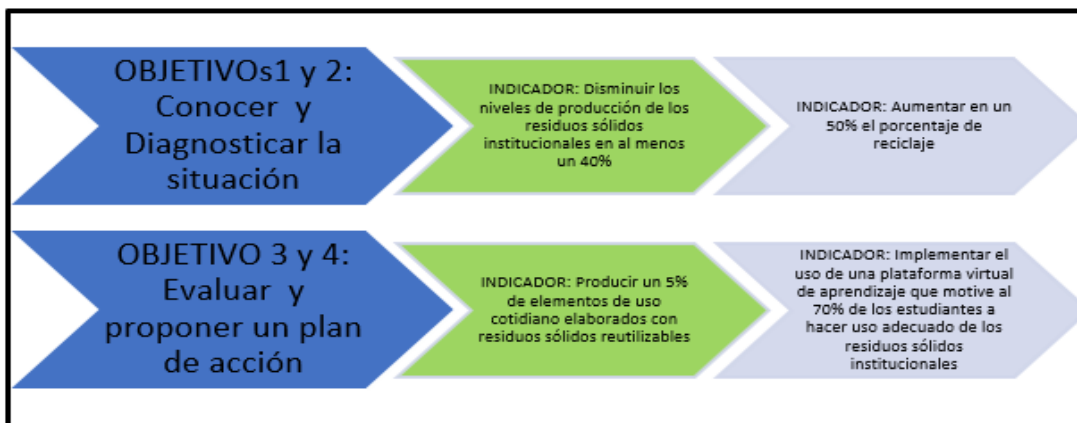 OBJETIVOs1 y 2:
Conocer y
Diagnosticar la
situación
INDICADOR: Disminuir los
niveles de producción de los
residuos sólidos
institucionales en al menos
un 40%
INDICADOR: Aumentar en un
50% el porcentaje de
reciclaje
OBJETIVO 3 y 4:
Evaluar y
proponer un plan
de acción
INDICADOR: Producir un 5%
de elementos de uso
cotidiano elaborados con
residuos sólidos reutilizables
INDICADOR: Implementar el
uso de una plataforma virtual
de aprendizaje que motive al
70% de los estudiantes a
hacer uso adecuado de los
residuos sólidos
institucionales